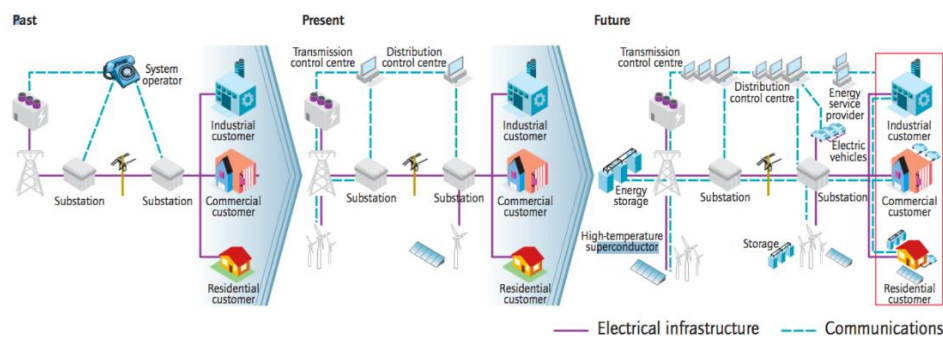 Past
System
operator
Industrial
customer
Substation
Substation
Commercial
customer
Residential
customer
Present
Transmission
control centre
Distribution
control centre
Industrial
customer
Substation
Substation
Commercial
customer
Residential
customer
Future
Transmission
control centre
Distribution
control centre
Energy
service
provider
Industrial
customer
Electric
vehicles
Energy
storage
Substation
Substation
Commercial
customer
High-temperature
superconductor
Storage
Residential
customer
Electrical infrastructure
Communications